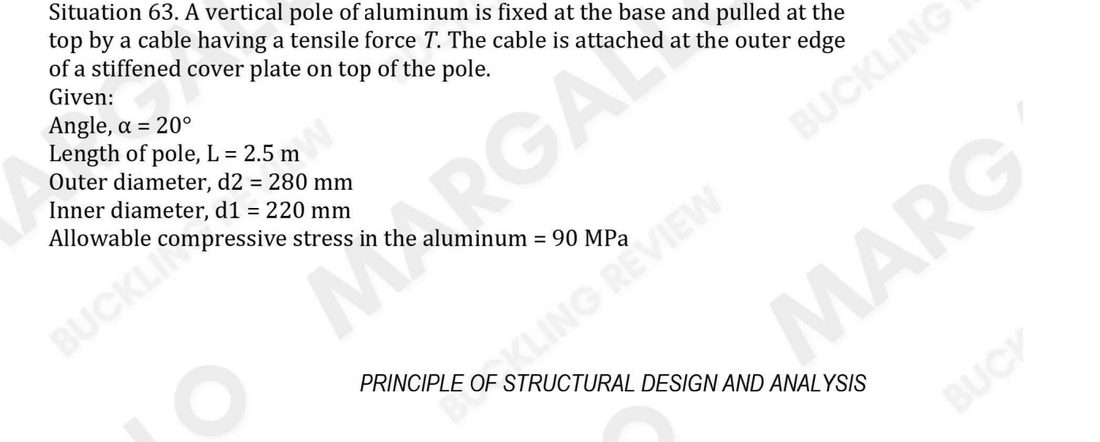 Situation 63. A vertical pole of aluminum is fixed at the base and pulled at the
top by a cable having a tensile force T. The cable is attached at the outer edge
of a stiffened cover plate on top of the pole.
Given:
Angle, α = 20°
Length of pole, L = 2.5 m
Outer diameter, d2 = 280 mm
Inner diameter, d1 = 220 mm
Allowable compressive stress in the aluminum = 90 MPa
PRINCIPLE OF STRUCTURAL DESIGN AND ANALYSIS